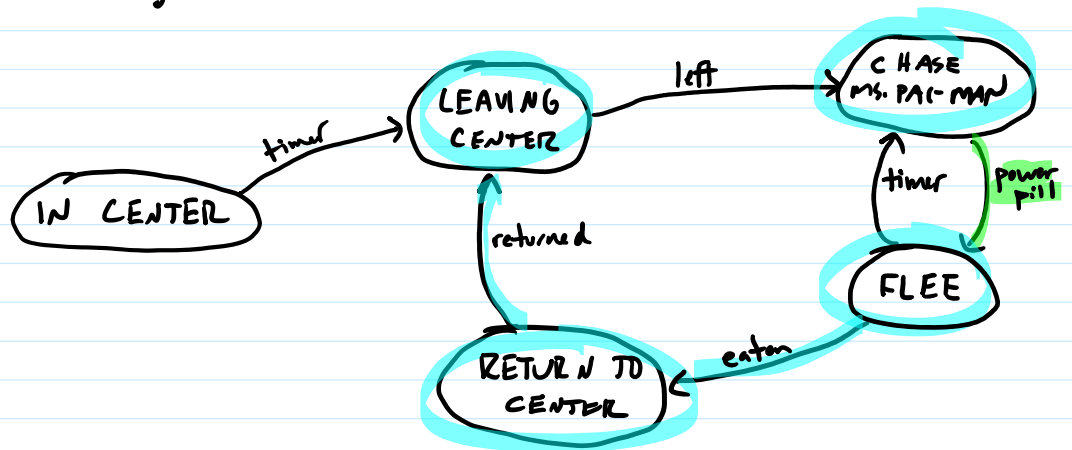 CHASE
MS. PAC-MAN
left
LEAVING
CENTER
timer
IN CENTER
timer
power
pill
returned
FLEE
eaten
RETURN TO
CENTER